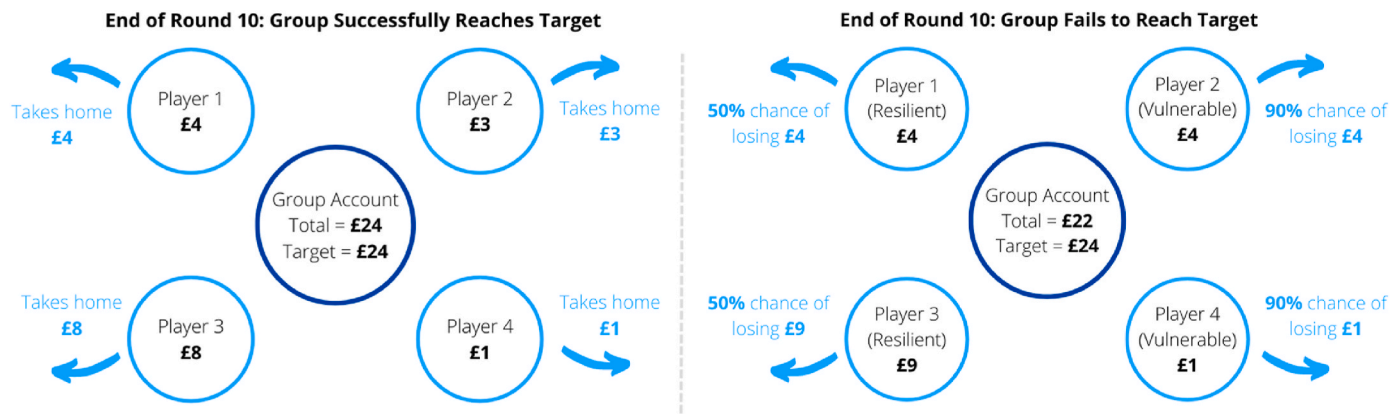 End of Round 10: Group Successfully Reaches Target
Takes home
£4
Player 1
£4
Player 2
£3
Takes home
£3
Group Account
Total = £24
Target = £24
Takes home
£8
Player 3
£8
Player 4
£1
Takes home
£1
End of Round 10: Group Fails to Reach Target
50% chance of
losing £4
Player 1
(Resilient)
£4
Player 2
(Vulnerable)
£4
90% chance of
losing £4
Group Account
Total = £22
Target = £24
50% chance of
losing £9
Player 3
(Resilient)
£9
Player 4
(Vulnerable)
£1
90% chance of
losing £1